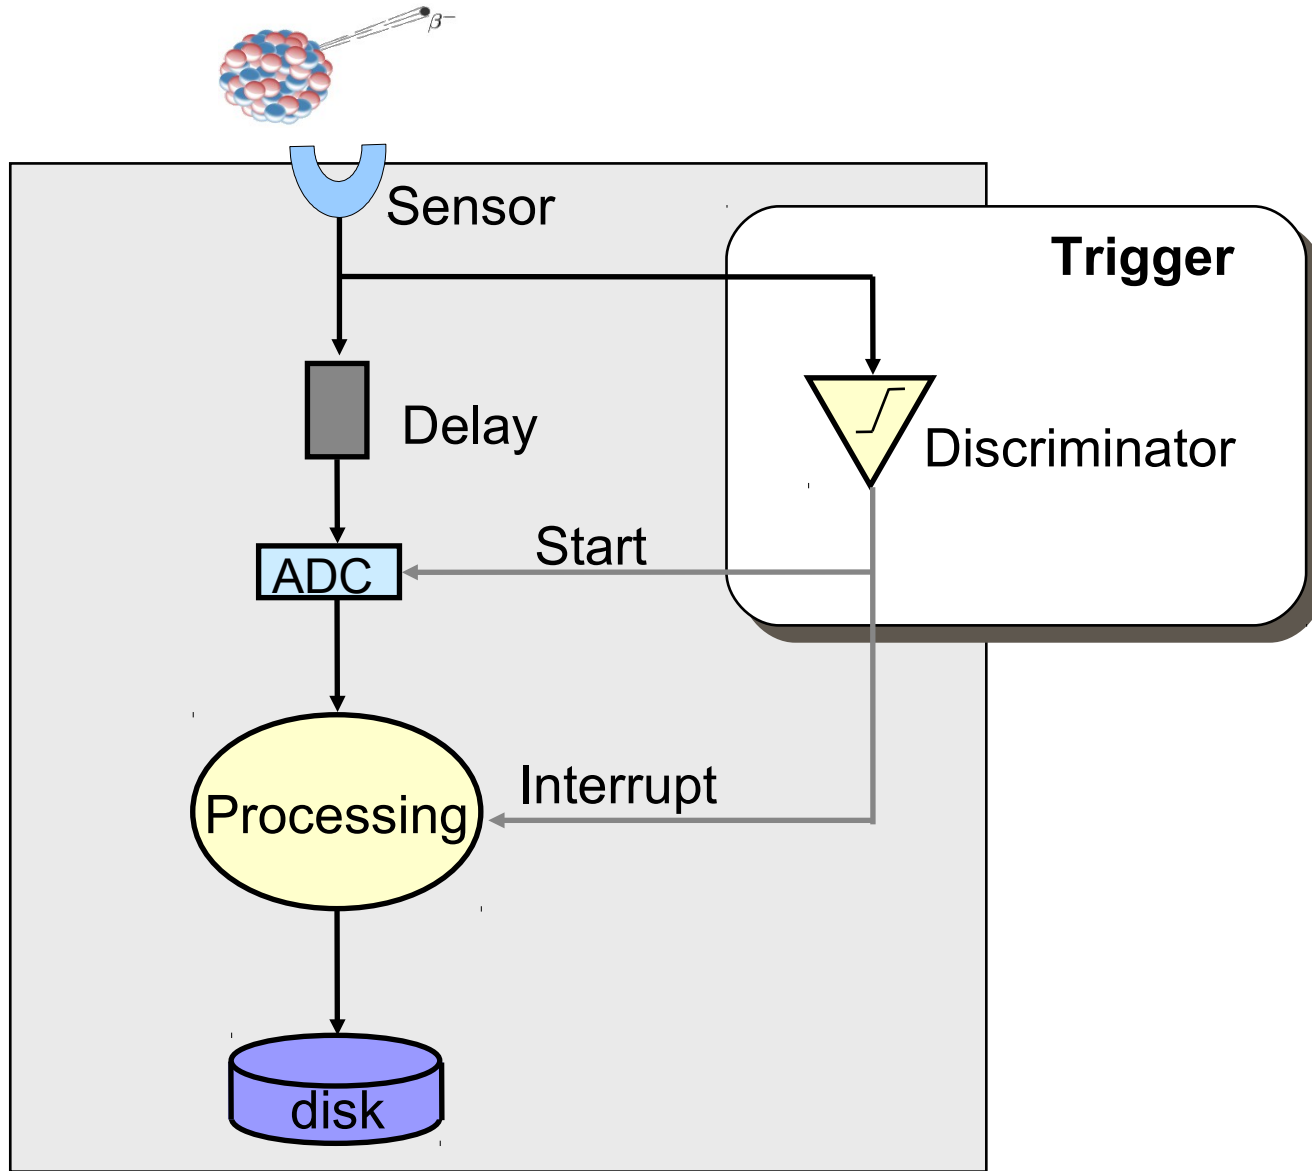 β⁻
Sensor
Trigger
Delay
Discriminator
Start
ADC
Interrupt
Processing
disk